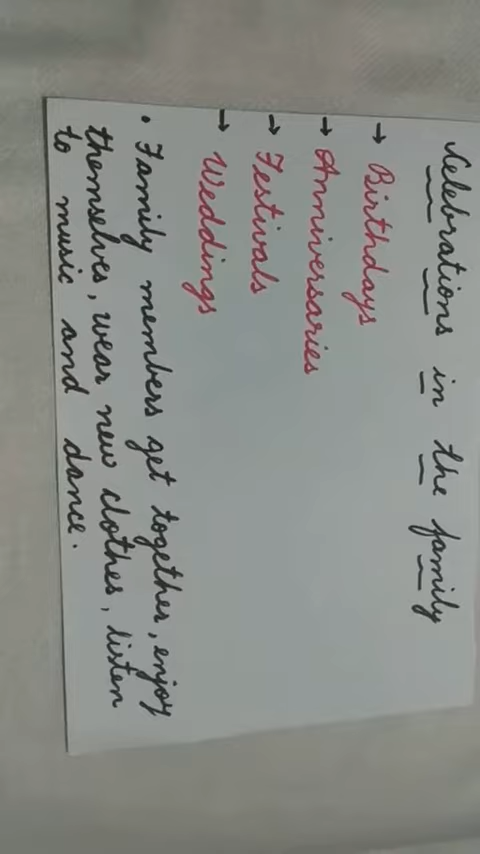 Celebrations in the family
→ Birthdays
→ Anniversaries
→ Festivals
→ Weddings
• Family members get together, enjoy
themselves, wear new clothes, listen
to music and dance.